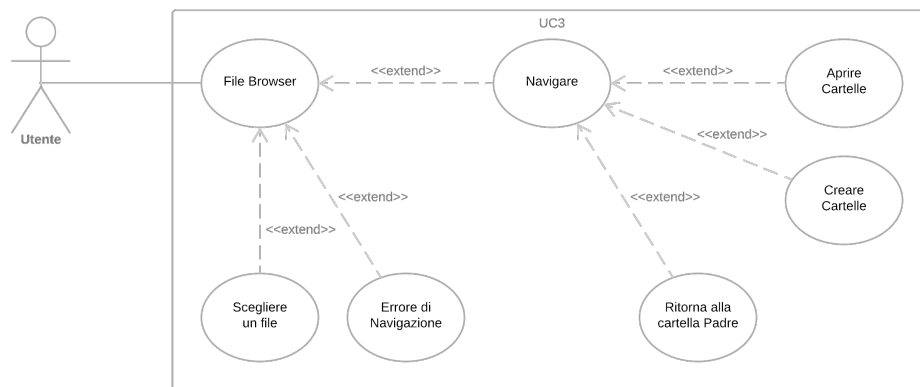 UC3
Utente
File Browser
<<extend>>
Navigare
<<extend>>
Aprire
Cartelle
<<extend>>
Creare
Cartelle
<<extend>>
<<extend>>
<<extend>>
Scegliere
un file
Errore di
Navigazione
Ritorna alla
cartella Padre